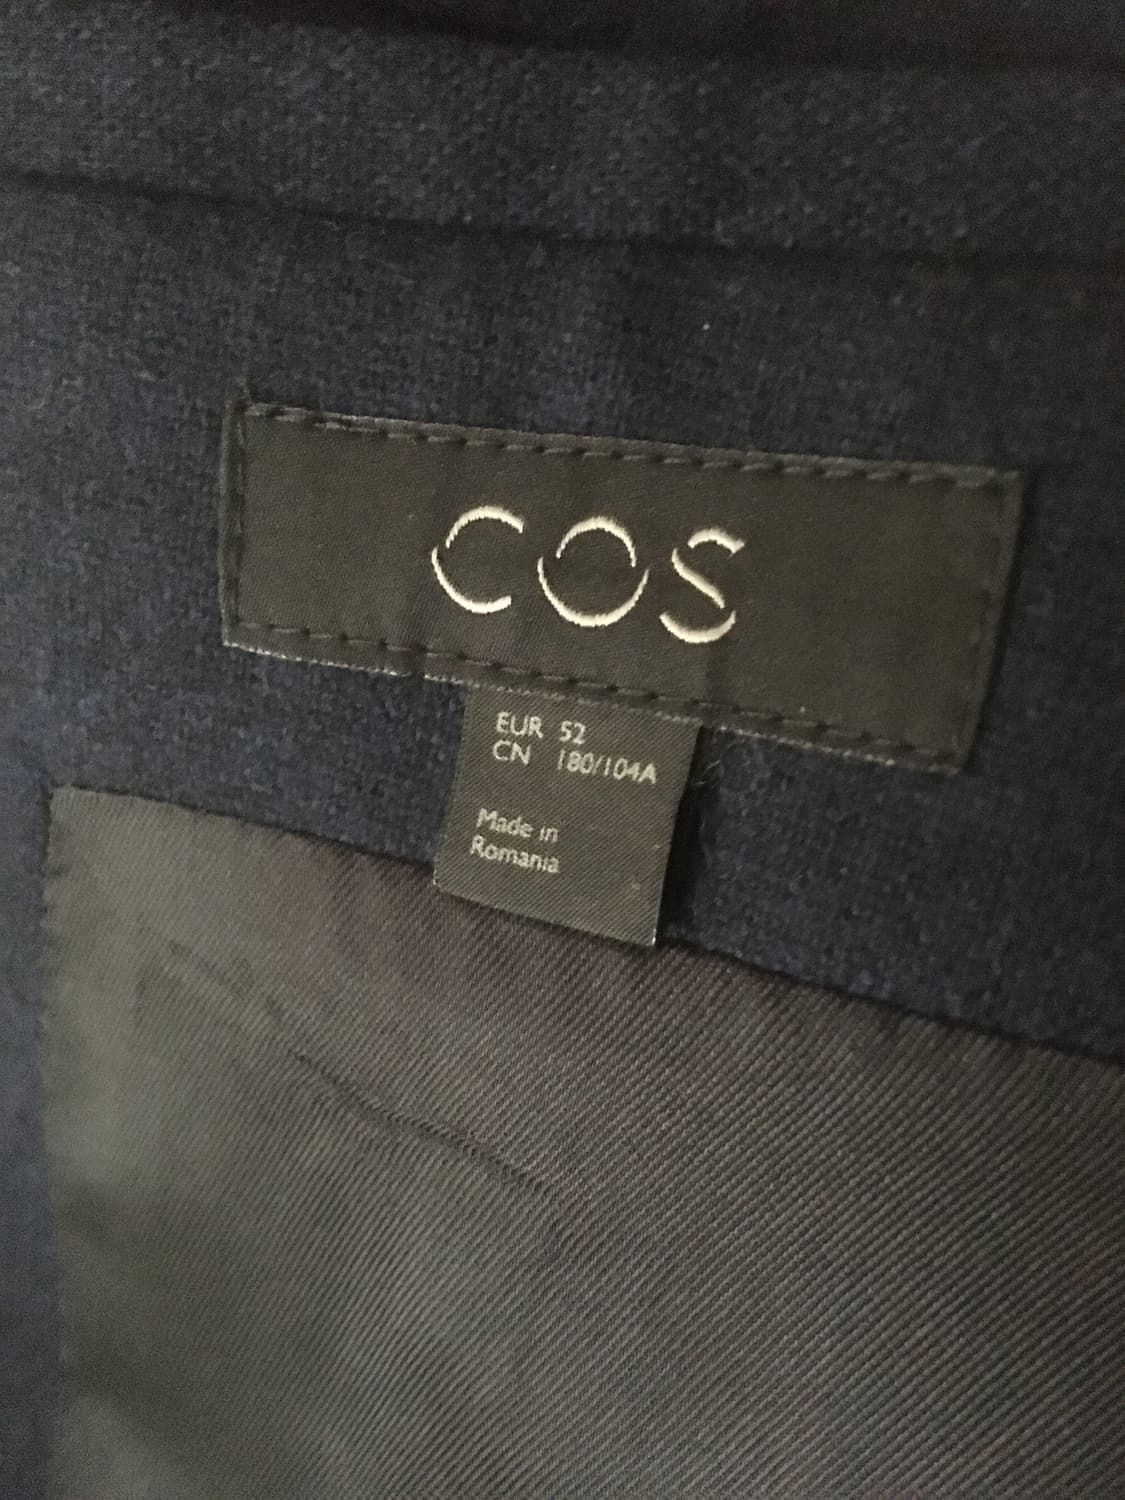 COS
EUR 52
CN 180/104A
Made in
Romania